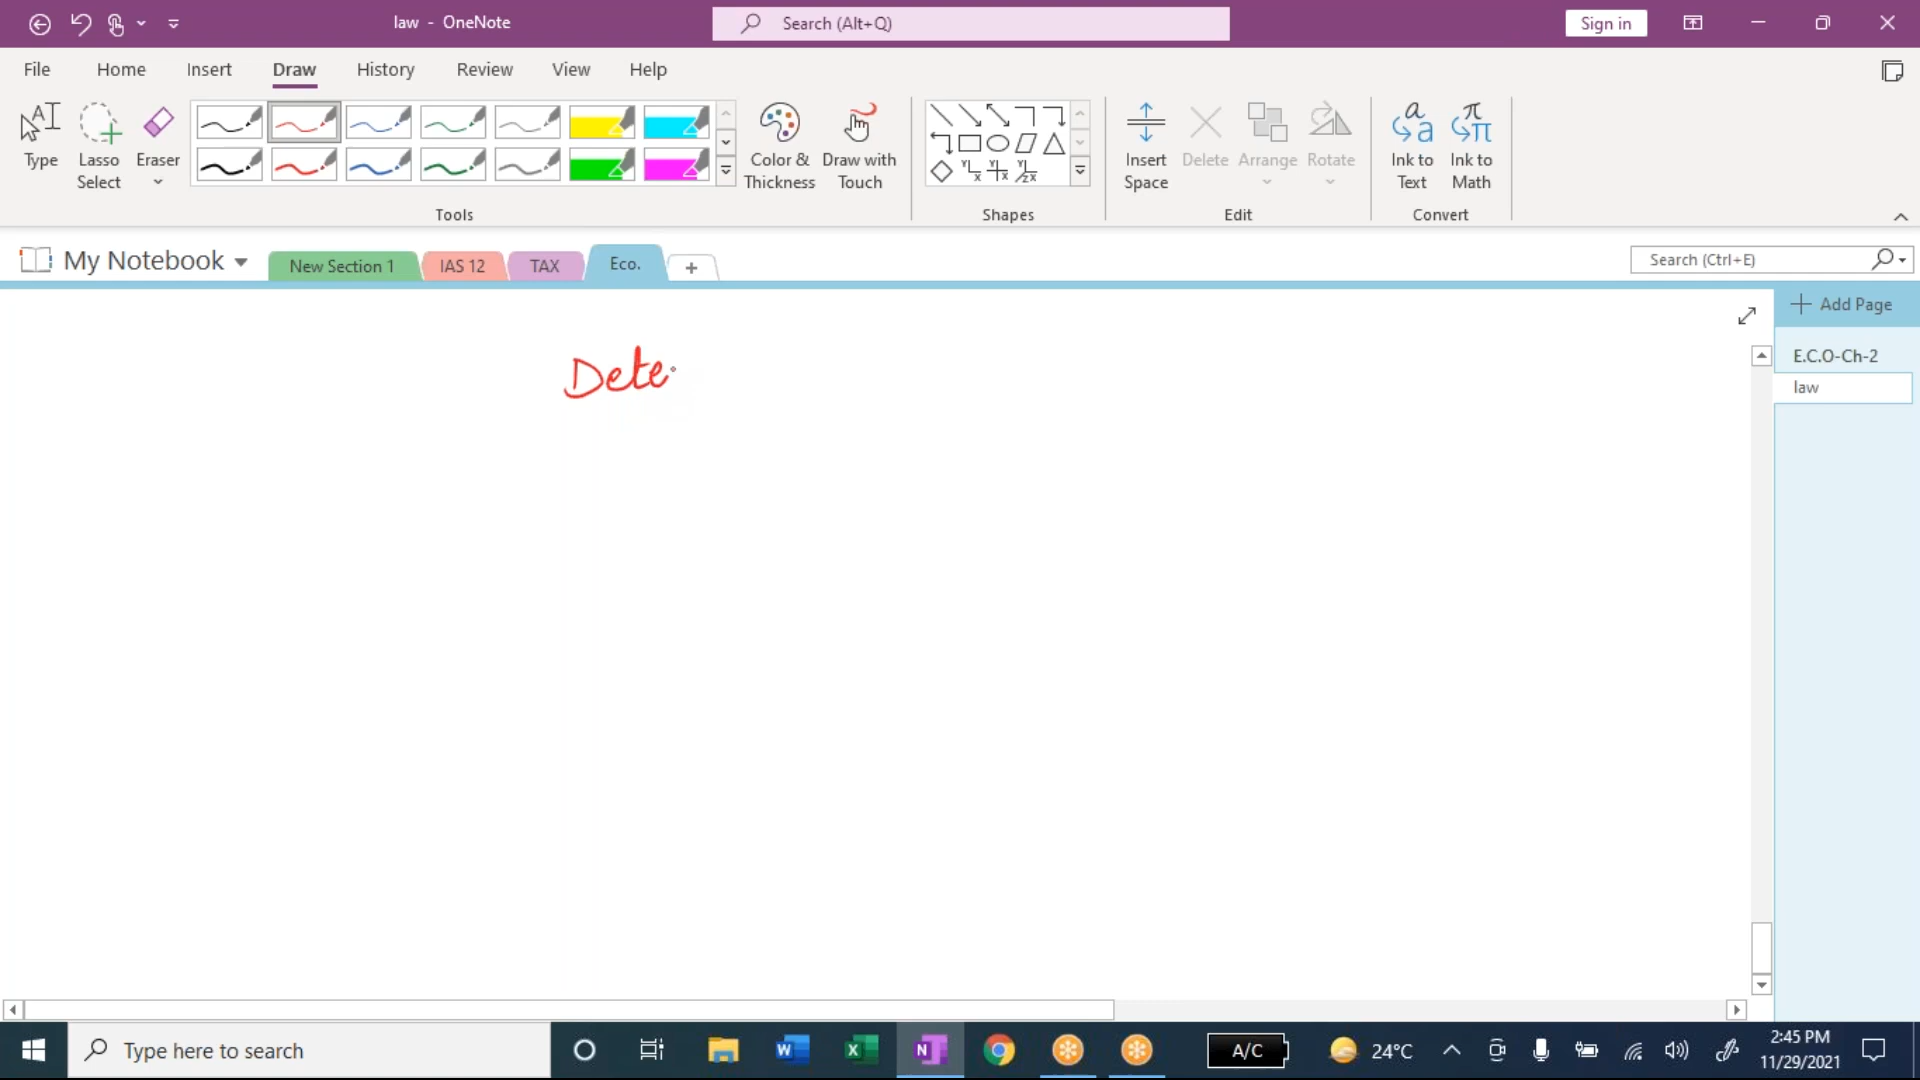 law - OneNote
Search (Alt+Q)
Sign in
File Home Insert Draw History Review View Help
Type
Lasso Select
Eraser
Color & Thickness
Draw with Touch
Insert Space
Delete
Arrange
Rotate
Ink to Text
Ink to Math
Tools
Shapes
Edit
Convert
My Notebook
New Section 1
IAS 12
TAX
Eco.
Search (Ctrl+E)
Add Page
E.C.O-Ch-2
law
Dete
Type here to search
A/C
24°C
2:45 PM
11/29/2021